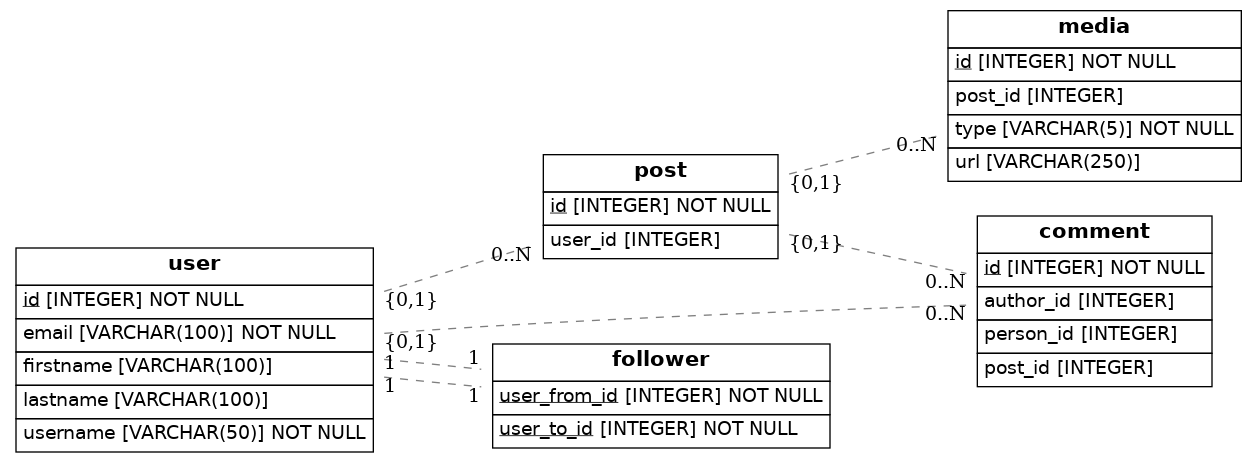 media
id [INTEGER] NOT NULL
post_id [INTEGER]
type [VARCHAR(5)] NOT NULL
url [VARCHAR(250)]
0..N
{0,1}
post
id [INTEGER] NOT NULL
user_id [INTEGER]
{0,1}
0..N
comment
id [INTEGER] NOT NULL
author_id [INTEGER]
person_id [INTEGER]
post_id [INTEGER]
0..N
0..N
{0,1}
user
id [INTEGER] NOT NULL
email [VARCHAR(100)] NOT NULL
firstname [VARCHAR(100)]
lastname [VARCHAR(100)]
username [VARCHAR(50)] NOT NULL
{0,1}
1
1
1
1
follower
user_from_id [INTEGER] NOT NULL
user_to_id [INTEGER] NOT NULL